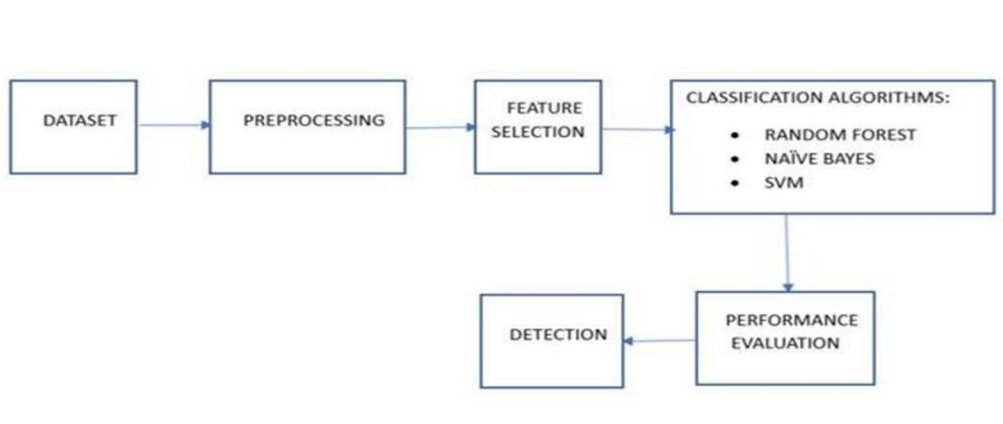 DATASET
PREPROCESSING
FEATURE
SELECTION
CLASSIFICATION ALGORITHMS:
• RANDOM FOREST
• NAÏVE BAYES
• SVM
PERFORMANCE
EVALUATION
DETECTION